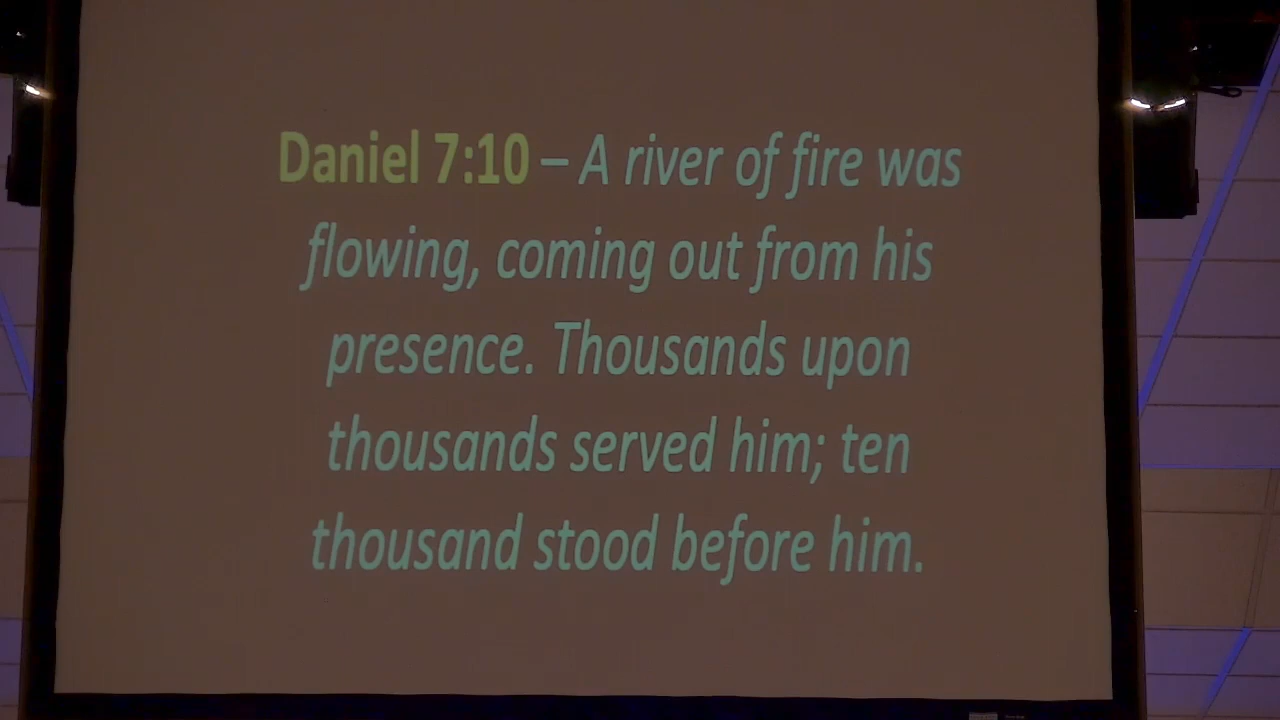 Daniel 7:10 – A river of fire was
flowing, coming out from his
presence. Thousands upon
thousands served him; ten
thousand stood before him.